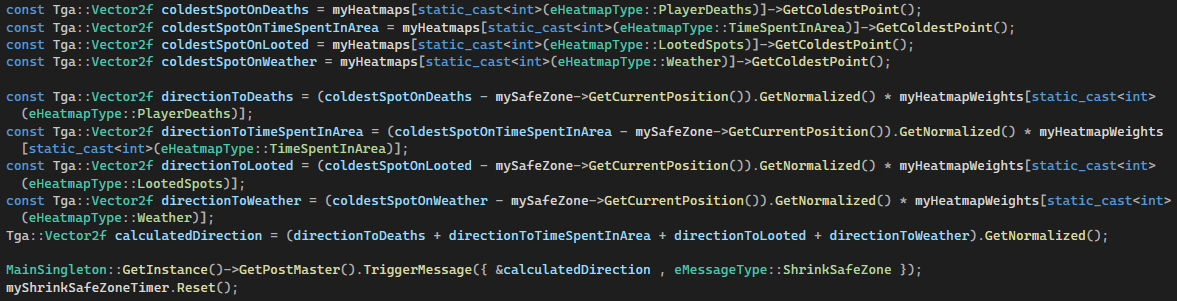 const Tga::Vector2f coldestSpotOnDeaths = myHeatmaps[static_cast<int>(eHeatmapType::PlayerDeaths)]->GetColdestPoint();
const Tga::Vector2f coldestSpotOnTimeSpentInArea = myHeatmaps[static_cast<int>(eHeatmapType::TimeSpentInArea)]->GetColdestPoint();
const Tga::Vector2f coldestSpotOnLooted = myHeatmaps[static_cast<int>(eHeatmapType::LootedSpots)]->GetColdestPoint();
const Tga::Vector2f coldestSpotOnWeather = myHeatmaps[static_cast<int>(eHeatmapType::Weather)]->GetColdestPoint();
const Tga::Vector2f directionToDeaths = (coldestSpotOnDeaths - mySafeZone->GetCurrentPosition()).GetNormalized() * myHeatmapWeights[static_cast<int>
(eHeatmapType::PlayerDeaths)];
const Tga::Vector2f directionToTimeSpentInArea = (coldestSpotOnTimeSpentInArea - mySafeZone->GetCurrentPosition()).GetNormalized() * myHeatmapWeights
[static_cast<int>(eHeatmapType::TimeSpentInArea)];
const Tga::Vector2f directionToLooted = (coldestSpotOnLooted - mySafeZone->GetCurrentPosition()).GetNormalized() * myHeatmapWeights[static_cast<int>
(eHeatmapType::LootedSpots)];
const Tga::Vector2f directionToWeather = (coldestSpotOnWeather - mySafeZone->GetCurrentPosition()).GetNormalized() * myHeatmapWeights[static_cast<int>
(eHeatmapType::Weather)];
Tga::Vector2f calculatedDirection = (directionToDeaths + directionToTimeSpentInArea + directionToLooted + directionToWeather).GetNormalized();
MainSingleton::GetInstance()->GetPostMaster().TriggerMessage({ &calculatedDirection , eMessageType::ShrinkSafeZone });
myShrinkSafeZoneTimer.Reset();